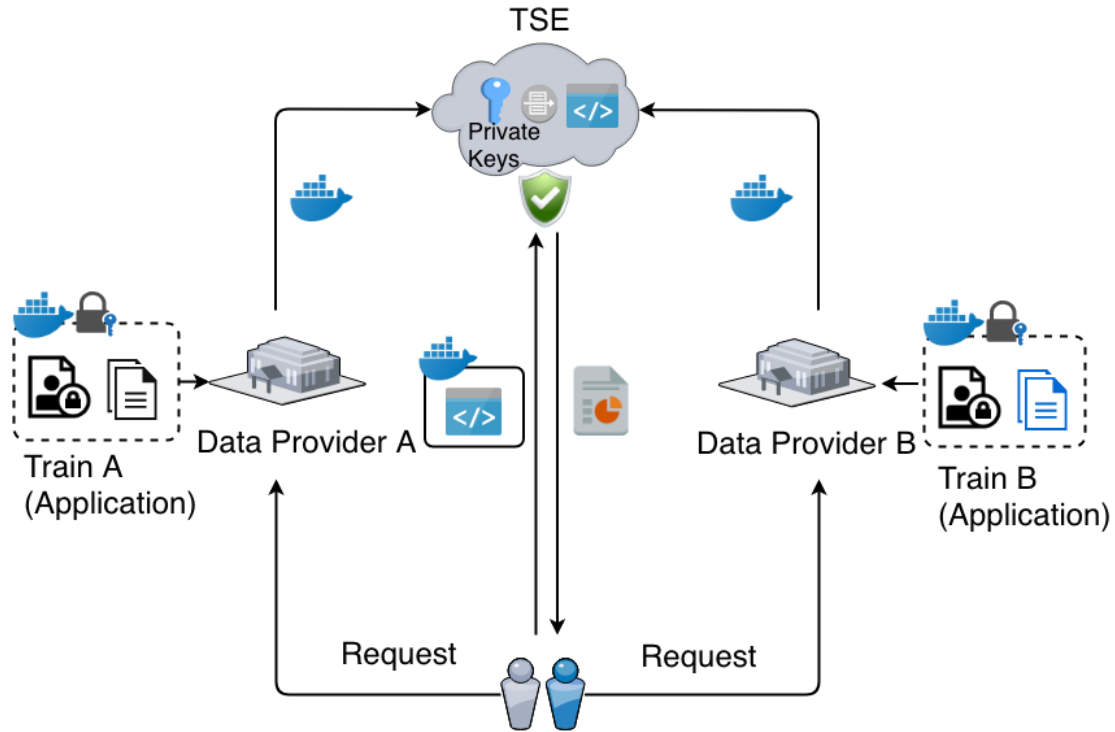 TSE
Private
Keys
</>
Data Provider A
</>
Data Provider B
Train A
(Application)
Train B
(Application)
Request
Request